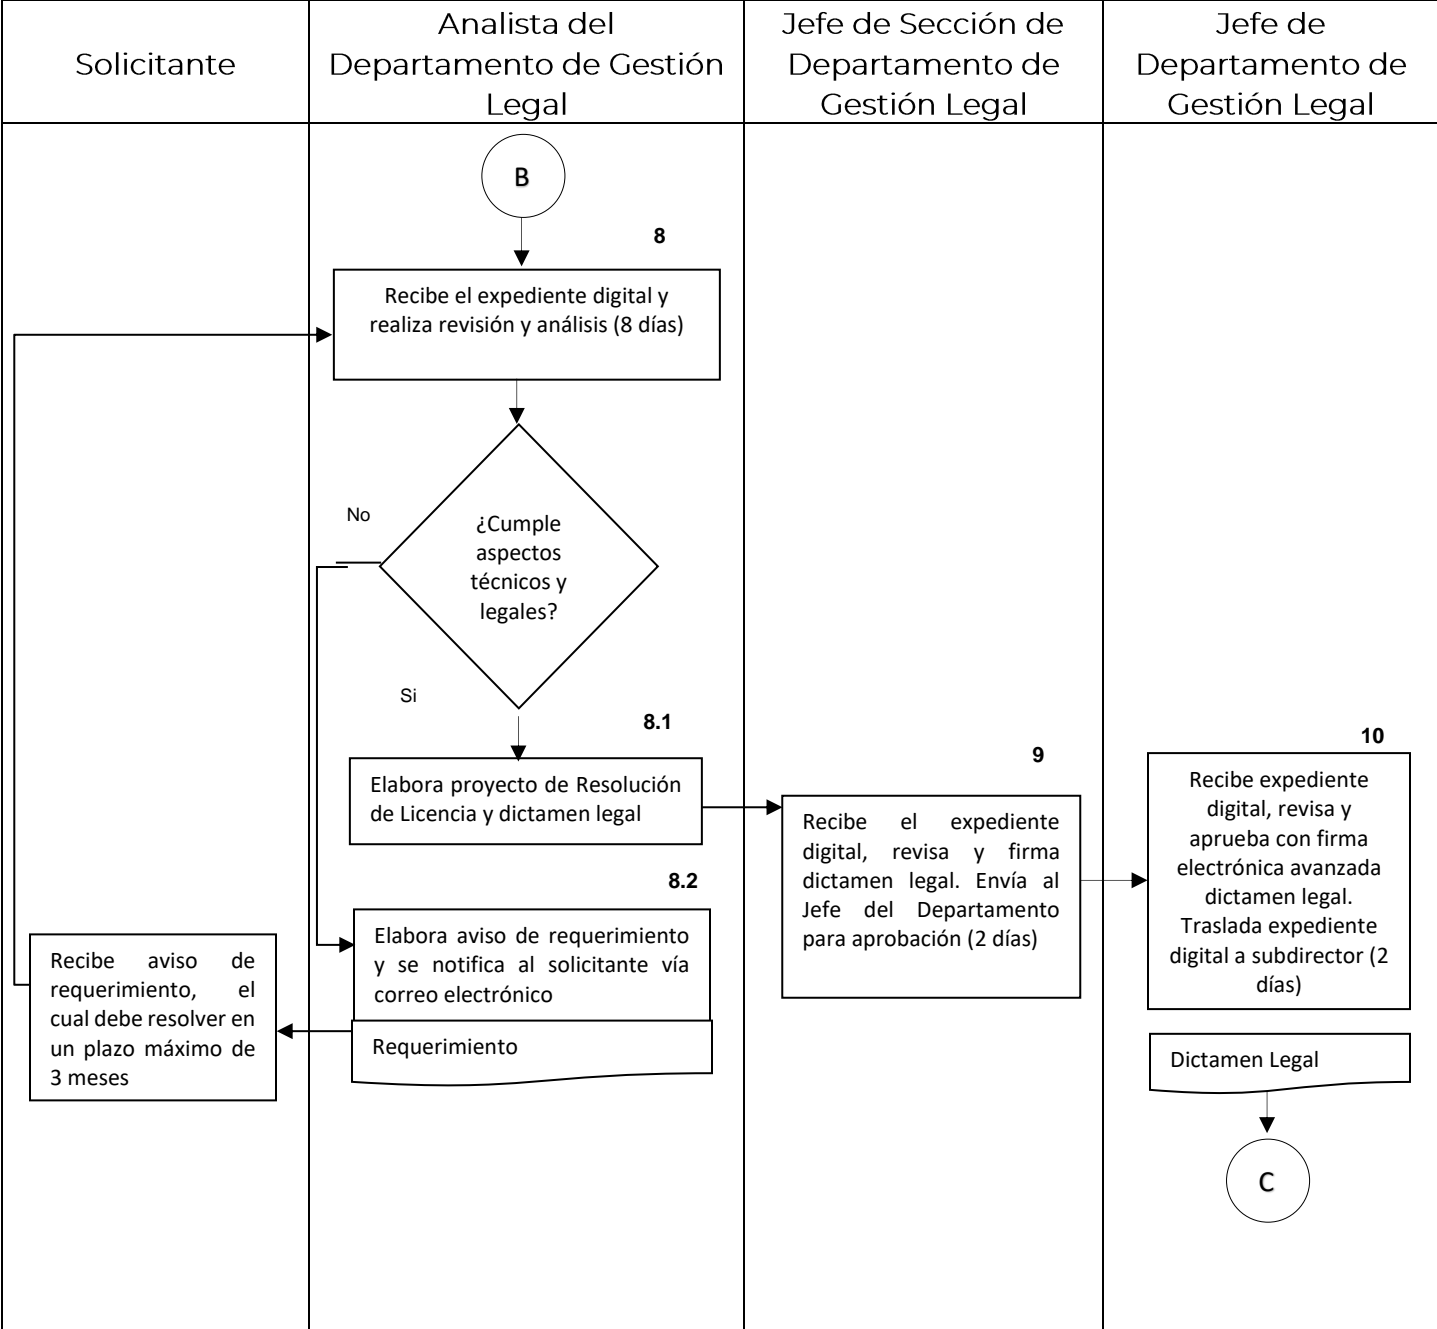 Solicitante
Analista del
Departamento de Gestión
Legal
Jefe de Sección de
Departamento de
Gestión Legal
Jefe de
Departamento de
Gestión Legal
B
8
Recibe el expediente digital y
realiza revisión y análisis (8 días)
No
¿Cumple
aspectos
técnicos y
legales?
Si
8.1
Elabora proyecto de Resolución
de Licencia y dictamen legal
8.2
Elabora aviso de requerimiento
y se notifica al solicitante vía
correo electrónico
Requerimiento
Recibe aviso de
requerimiento, el
cual debe resolver en
un plazo máximo de
3 meses
9
Recibe el expediente
digital, revisa y firma
dictamen legal. Envía al
Jefe del Departamento
para aprobación (2 días)
10
Recibe expediente
digital, revisa y
aprueba con firma
electrónica avanzada
dictamen legal.
Traslada expediente
digital a subdirector (2
días)
Dictamen Legal
C